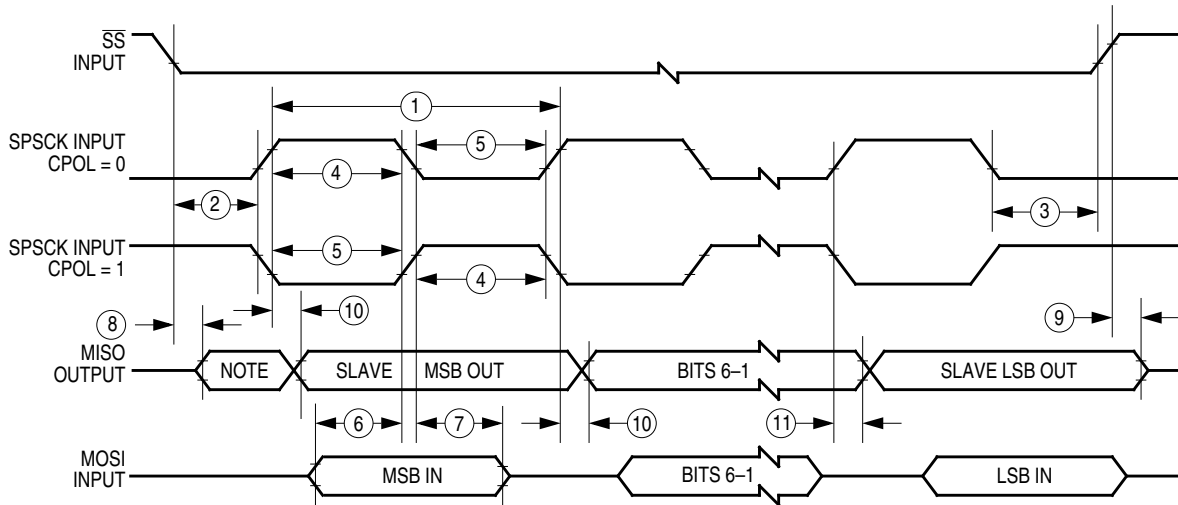 SS
INPUT
1
SPSCK INPUT
CPOL = 0
5
4
2
3
SPSCK INPUT
CPOL = 1
5
4
8
10
9
MISO
OUTPUT
NOTE
SLAVE MSB OUT
BITS 6–1
SLAVE LSB OUT
6
7
10
11
MOSI
INPUT
MSB IN
BITS 6–1
LSB IN